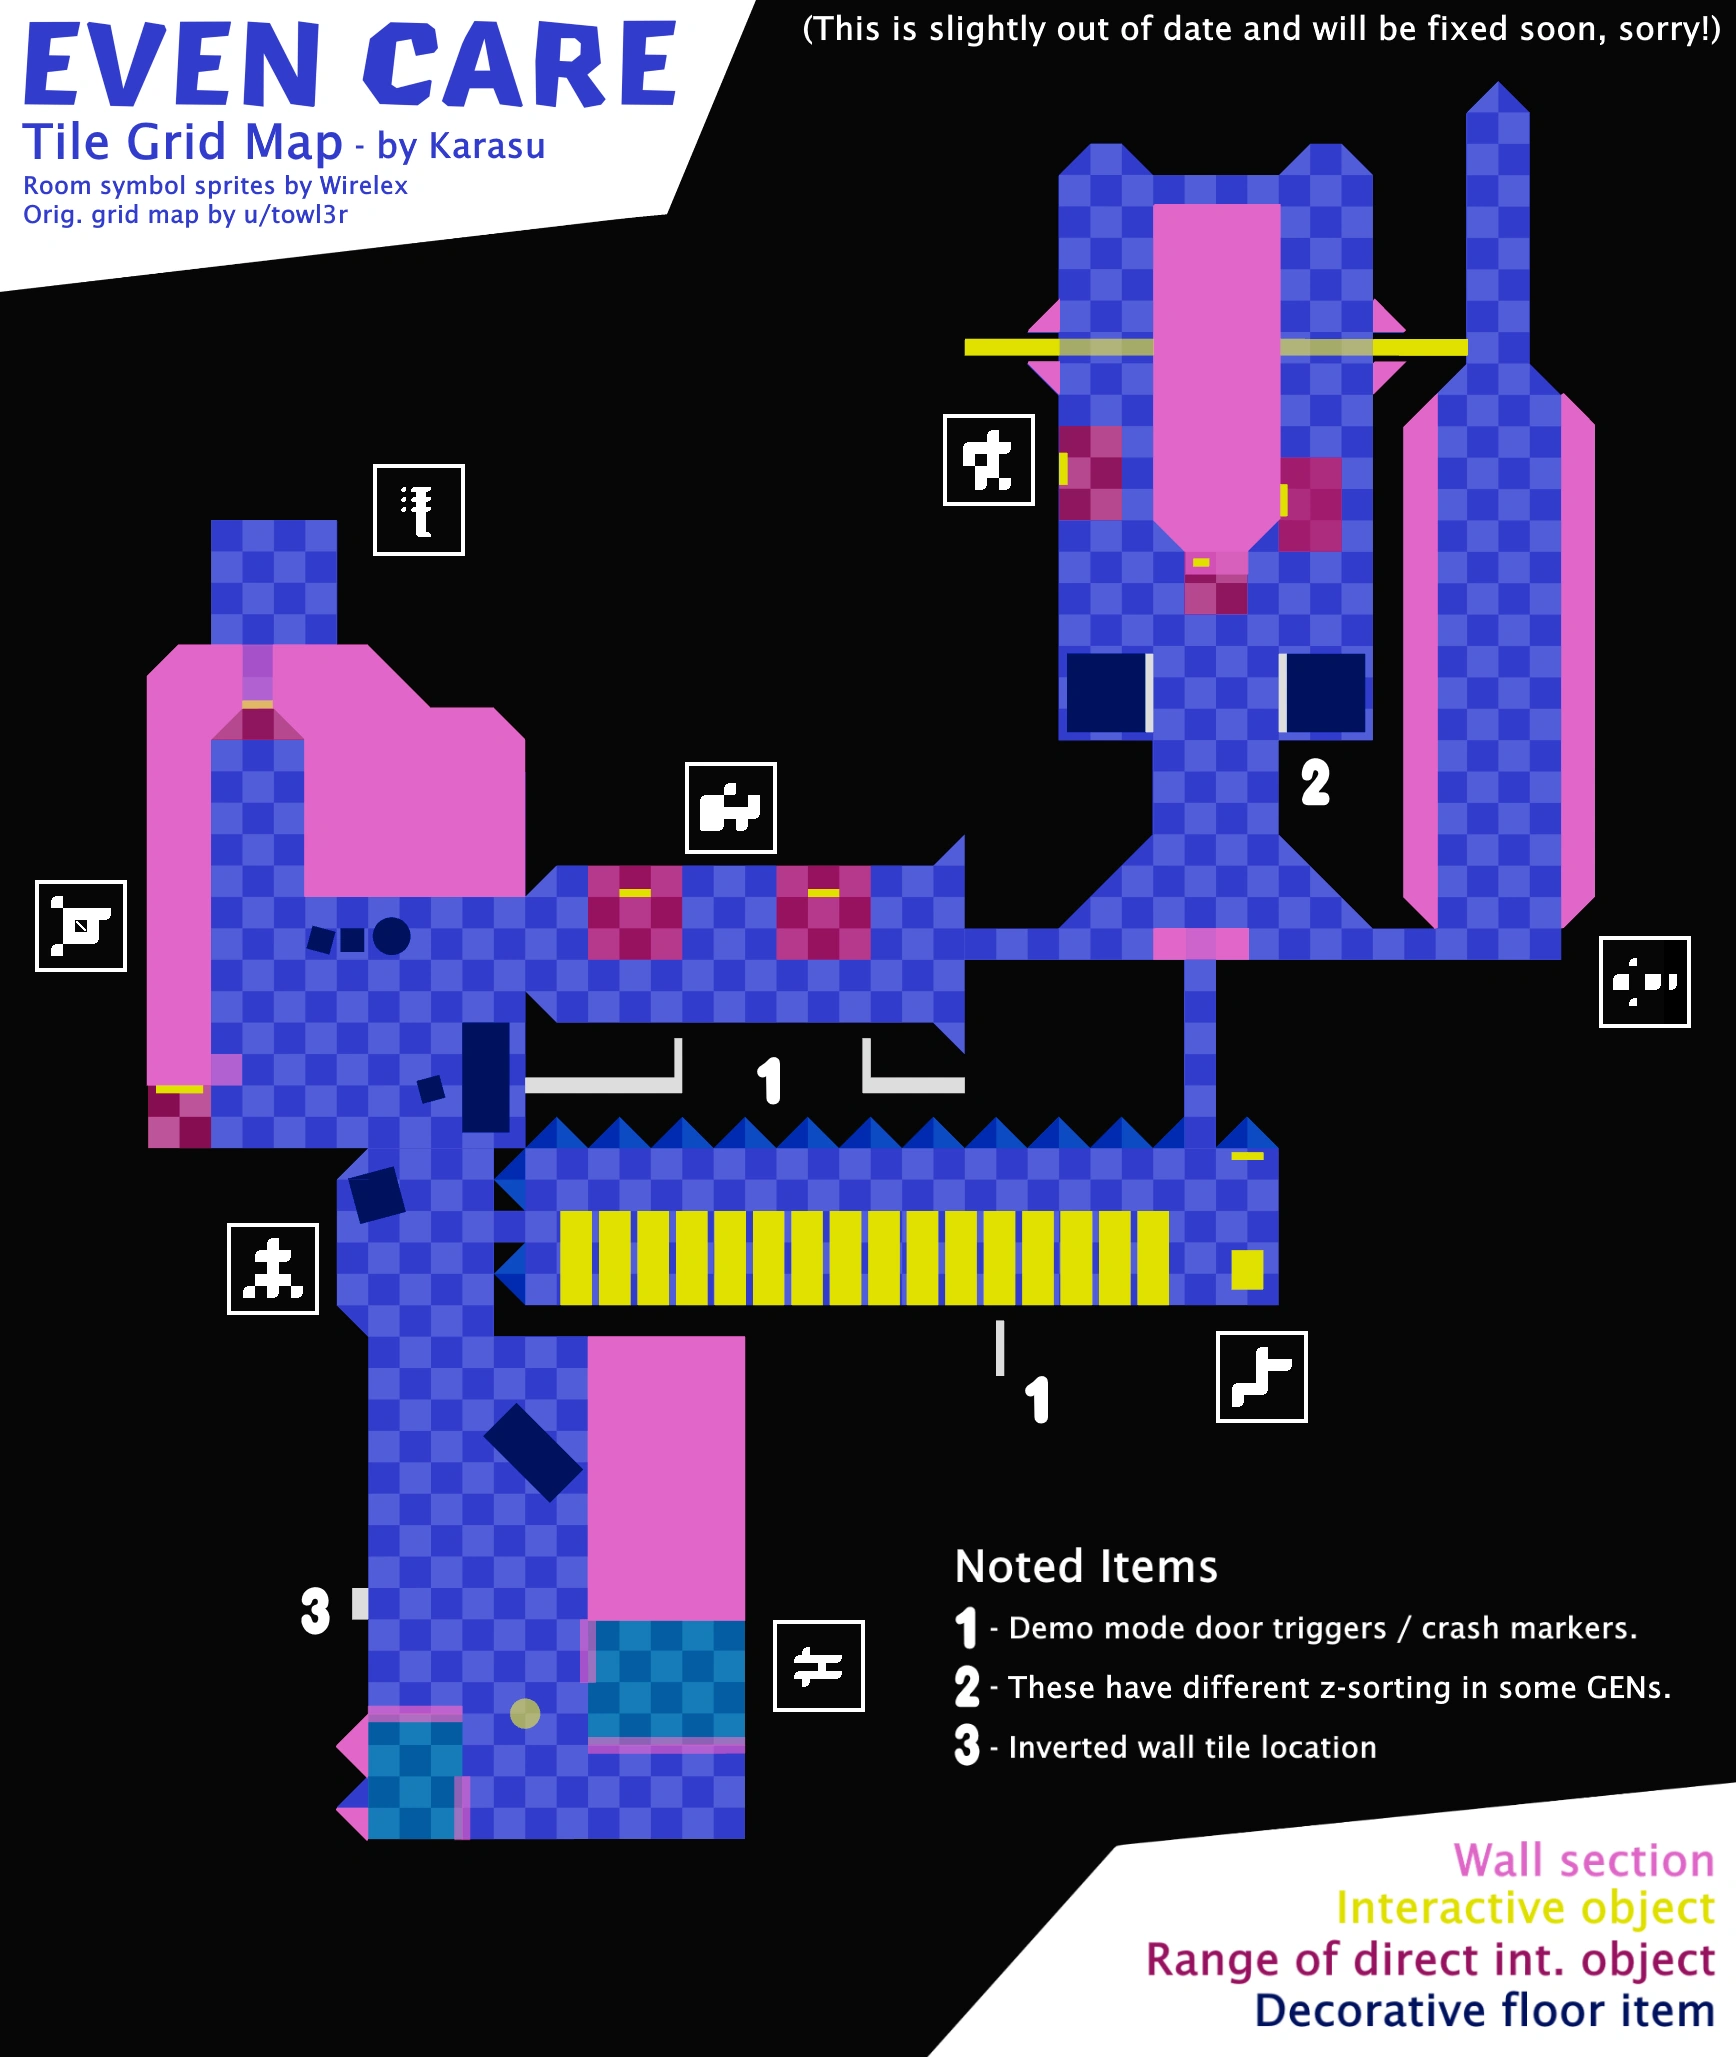 EVEN CARE
(This is slightly out of date and will be fixed soon, sorry!)
Tile Grid Map - by Karasu
Room symbol sprites by Wirelex
Orig. grid map by u/towl3r
2
1
1
3
Noted Items
1 - Demo mode door triggers / crash markers.
2 - These have different z-sorting in some GENs.
3 - Inverted wall tile location
Wall section
Interactive object
Range of direct int. object
Decorative floor item